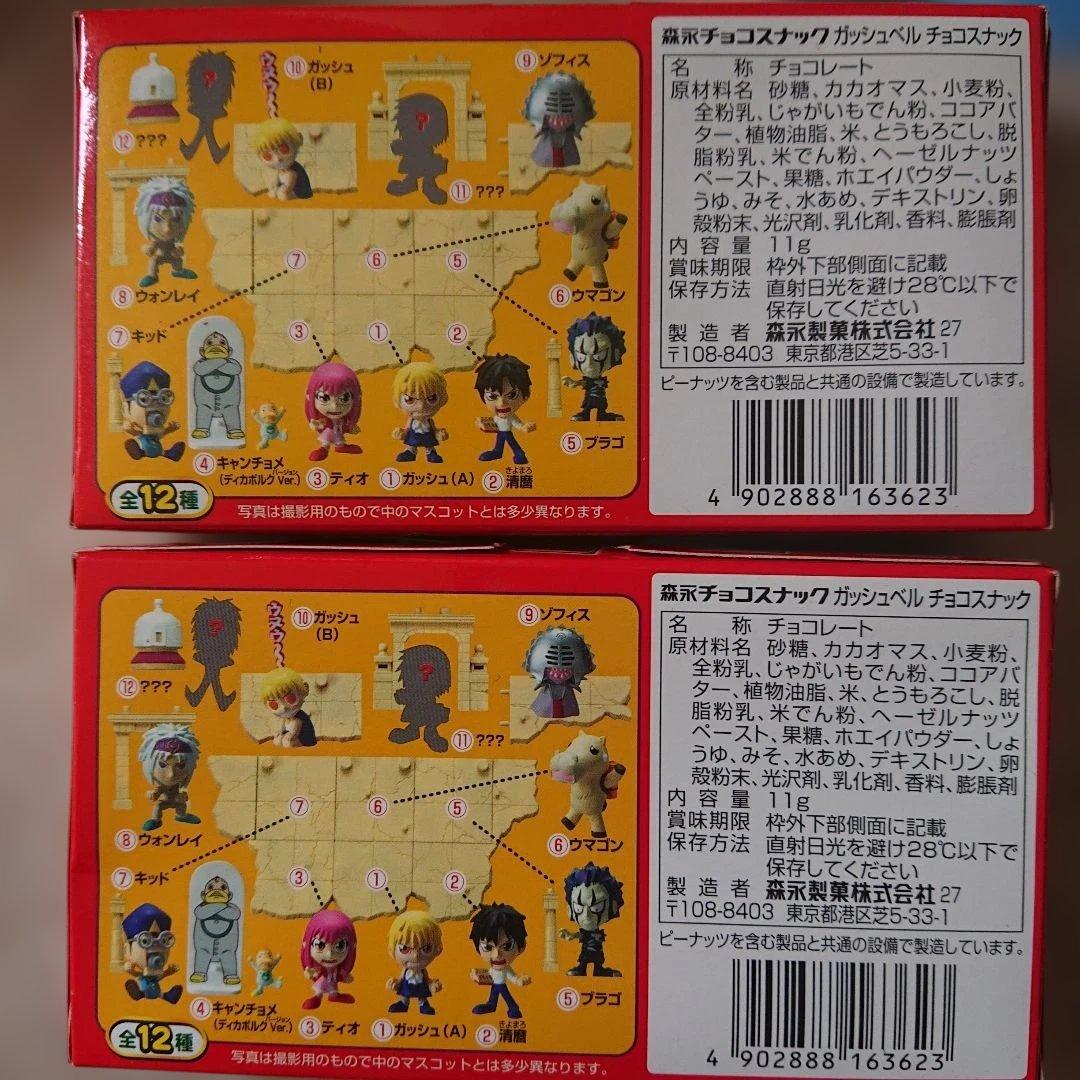 森永チョコスナック ガッシュベル チョコスナック
名称 チョコレート
原材料名 砂糖、カカオマス、小麦粉、
全粉乳、じゃがいもでん粉、ココアバ
ター、植物油脂、米、とうもろこし、脱
脂粉乳、米でん粉、ヘーゼルナッツ
ペースト、果糖、ホエイパウダー、しょ
うゆ、みそ、水あめ、デキストリン、卵
殻粉末、光沢剤、乳化剤、香料、膨脹剤
内容量 11g
賞味期限 枠外下部側面に記載
保存方法 直射日光を避け28℃以下で
保存してください
製造者 森永製菓株式会社 27
〒108-8403 東京都港区芝5-33-1
ピーナッツを含む製品と共通の設備で製造しています。
4 902888 163623
?
⑫???
ウヌウ〜
⑩ガッシュ
(B)
?
⑪???
⑨ゾフィス
⑧ウォンレイ
⑦
⑥
⑤
⑥ウマゴン
⑦キッド
③
①
②
⑤ブラゴ
④キャンチョメ
(ディカポルクVer.)
バージョン
③ティオ
①ガッシュ(A)
きよまろ
②清麿
全12種
写真は撮影用のもので中のマスコットとは多少異なります。
森永チョコスナック ガッシュベル チョコスナック
名称 チョコレート
原材料名 砂糖、カカオマス、小麦粉、
全粉乳、じゃがいもでん粉、ココアバ
ター、植物油脂、米、とうもろこし、脱
脂粉乳、米でん粉、ヘーゼルナッツ
ペースト、果糖、ホエイパウダー、しょ
うゆ、みそ、水あめ、デキストリン、卵
殻粉末、光沢剤、乳化剤、香料、膨脹剤
内容量 11g
賞味期限 枠外下部側面に記載
保存方法 直射日光を避け28℃以下で
保存してください
製造者 森永製菓株式会社 27
〒108-8403 東京都港区芝5-33-1
ピーナッツを含む製品と共通の設備で製造しています。
4 902888 163623
?
⑫???
ウヌウ〜
⑩ガッシュ
(B)
?
⑪???
⑨ゾフィス
⑧ウォンレイ
⑦
⑥
⑤
⑥ウマゴン
⑦キッド
③
①
②
⑤ブラゴ
④キャンチョメ
(ディカポルクVer.)
バージョン
③ティオ
①ガッシュ(A)
きよまろ
②清麿
全12種
写真は撮影用のもので中のマスコットとは多少異なります。